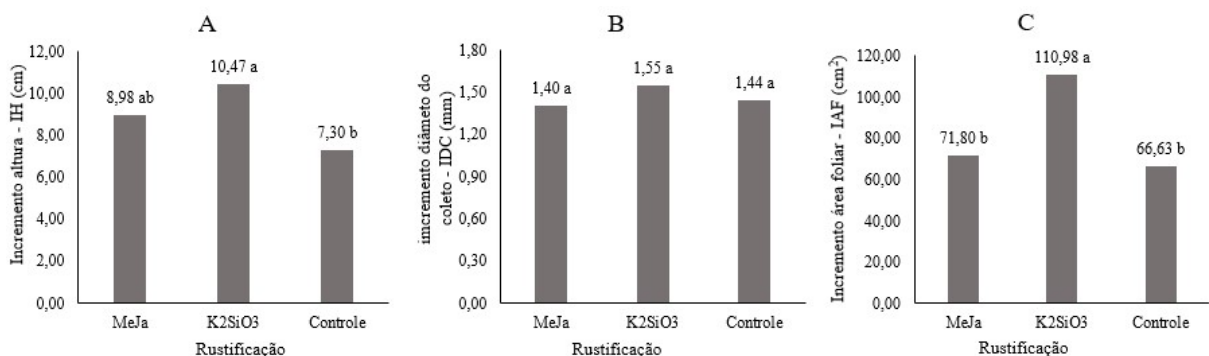 A
Incremento altura - IH (cm)
12,00
10,00
8,00
6,00
4,00
2,00
0,00
8,98 ab
10,47 a
7,30 b
MeJa
K2SiO3
Controle
Rustificação
B
imcremento diâmeto do
coleto - IDC (mm)
1,80
1,50
1,20
0,90
0,60
0,30
0,00
1,40 a
1,55 a
1,44 a
MeJa
K2SiO3
Controle
Rustificação
C
Incremento área foliar - IAF (cm²)
120,00
100,00
80,00
60,00
40,00
20,00
0,00
71,80 b
110,98 a
66,63 b
MeJa
K2SiO3
Controle
Rustificação